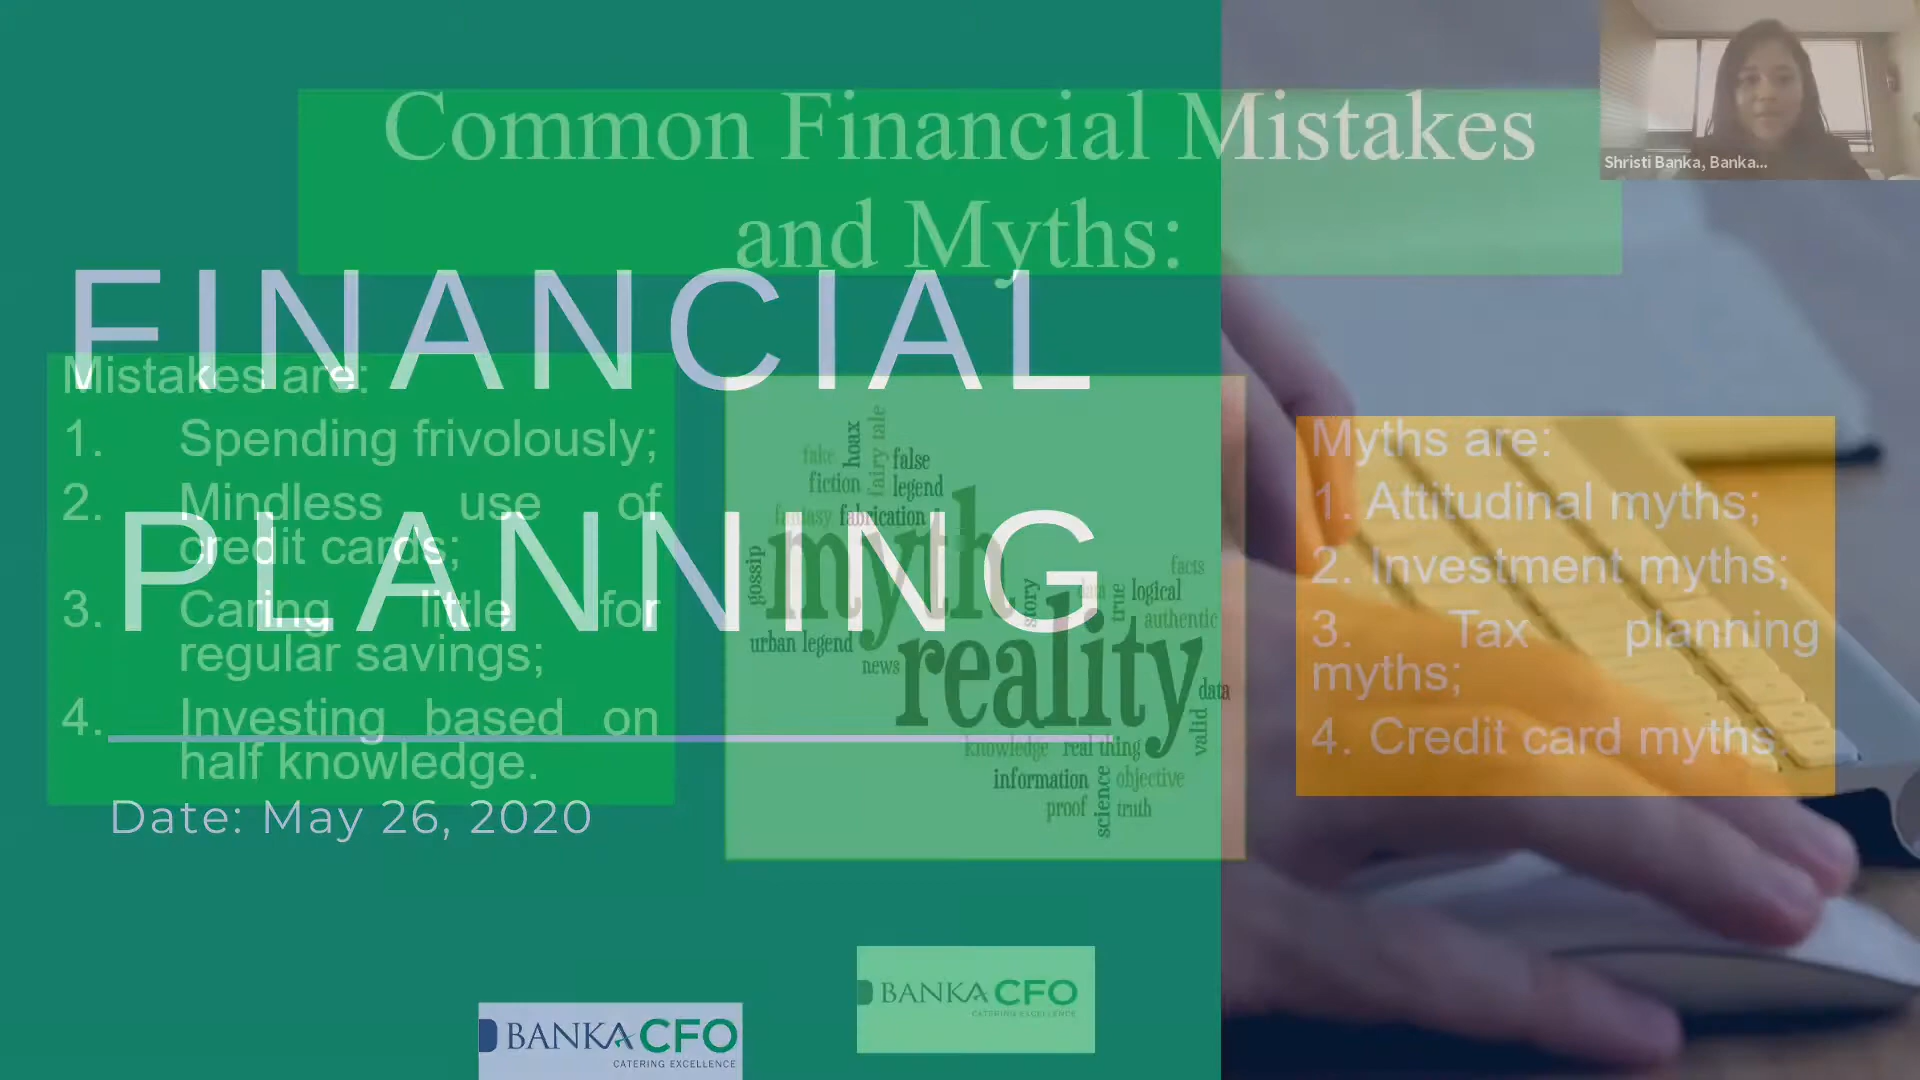 Common Financial Mistakes
and Myths:
Shristi Banka, Banka...
FINANCIAL
PLANNING
Date: May 26, 2020
Mistakes are:
1. Spending frivolously;
2. Mindless use of
credit cards;
3. Caring little for
regular savings;
4. Investing based on
half knowledge.
fake
hoax
fairy tale
false
fiction
legend
fantasy
fabrication
myth
gossip
urban legend
news
story
data
true
facts
logical
authentic
reality
data
valid
knowledge
real thing
information
objective
proof
science
truth
Myths are:
1. Attitudinal myths;
2. Investment myths;
3. Tax planning
myths;
4. Credit card myths.
BANKA CFO
CATERING EXCELLENCE
BANKA CFO
CATERING EXCELLENCE